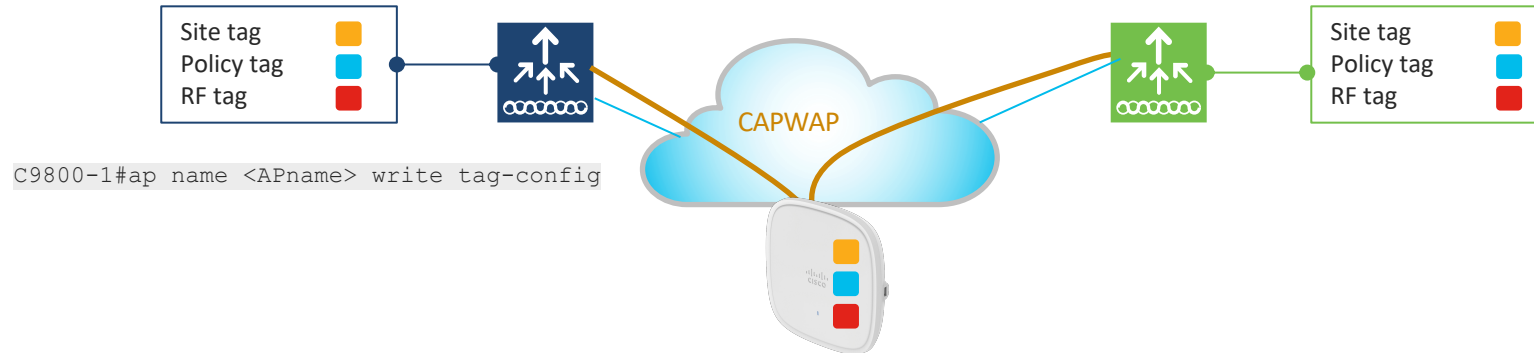 Site tag
Policy tag
RF tag
Site tag
Policy tag
RF tag
CAPWAP
C9800-1#ap name <APname> write tag-config
cisco